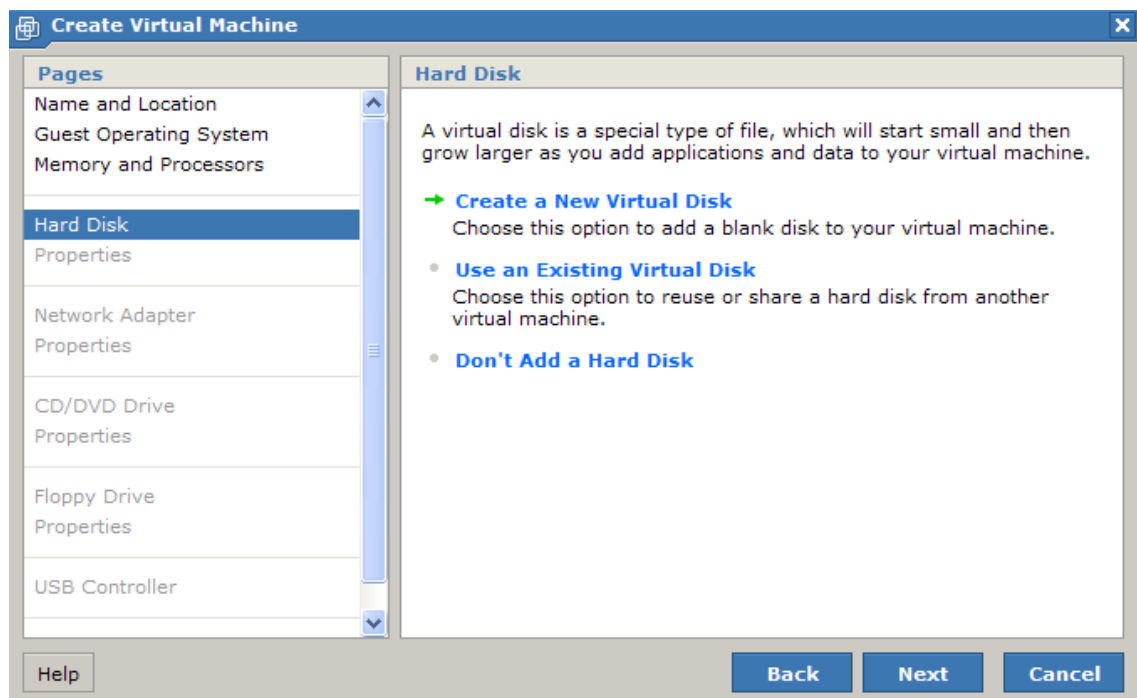 Create Virtual Machine
Pages
Name and Location
Guest Operating System
Memory and Processors
Hard Disk
Properties
Network Adapter
Properties
CD/DVD Drive
Properties
Floppy Drive
Properties
USB Controller
Hard Disk
A virtual disk is a special type of file, which will start small and then
grow larger as you add applications and data to your virtual machine.
Create a New Virtual Disk
Choose this option to add a blank disk to your virtual machine.
Use an Existing Virtual Disk
Choose this option to reuse or share a hard disk from another
virtual machine.
Don't Add a Hard Disk
Help
Back
Next
Cancel